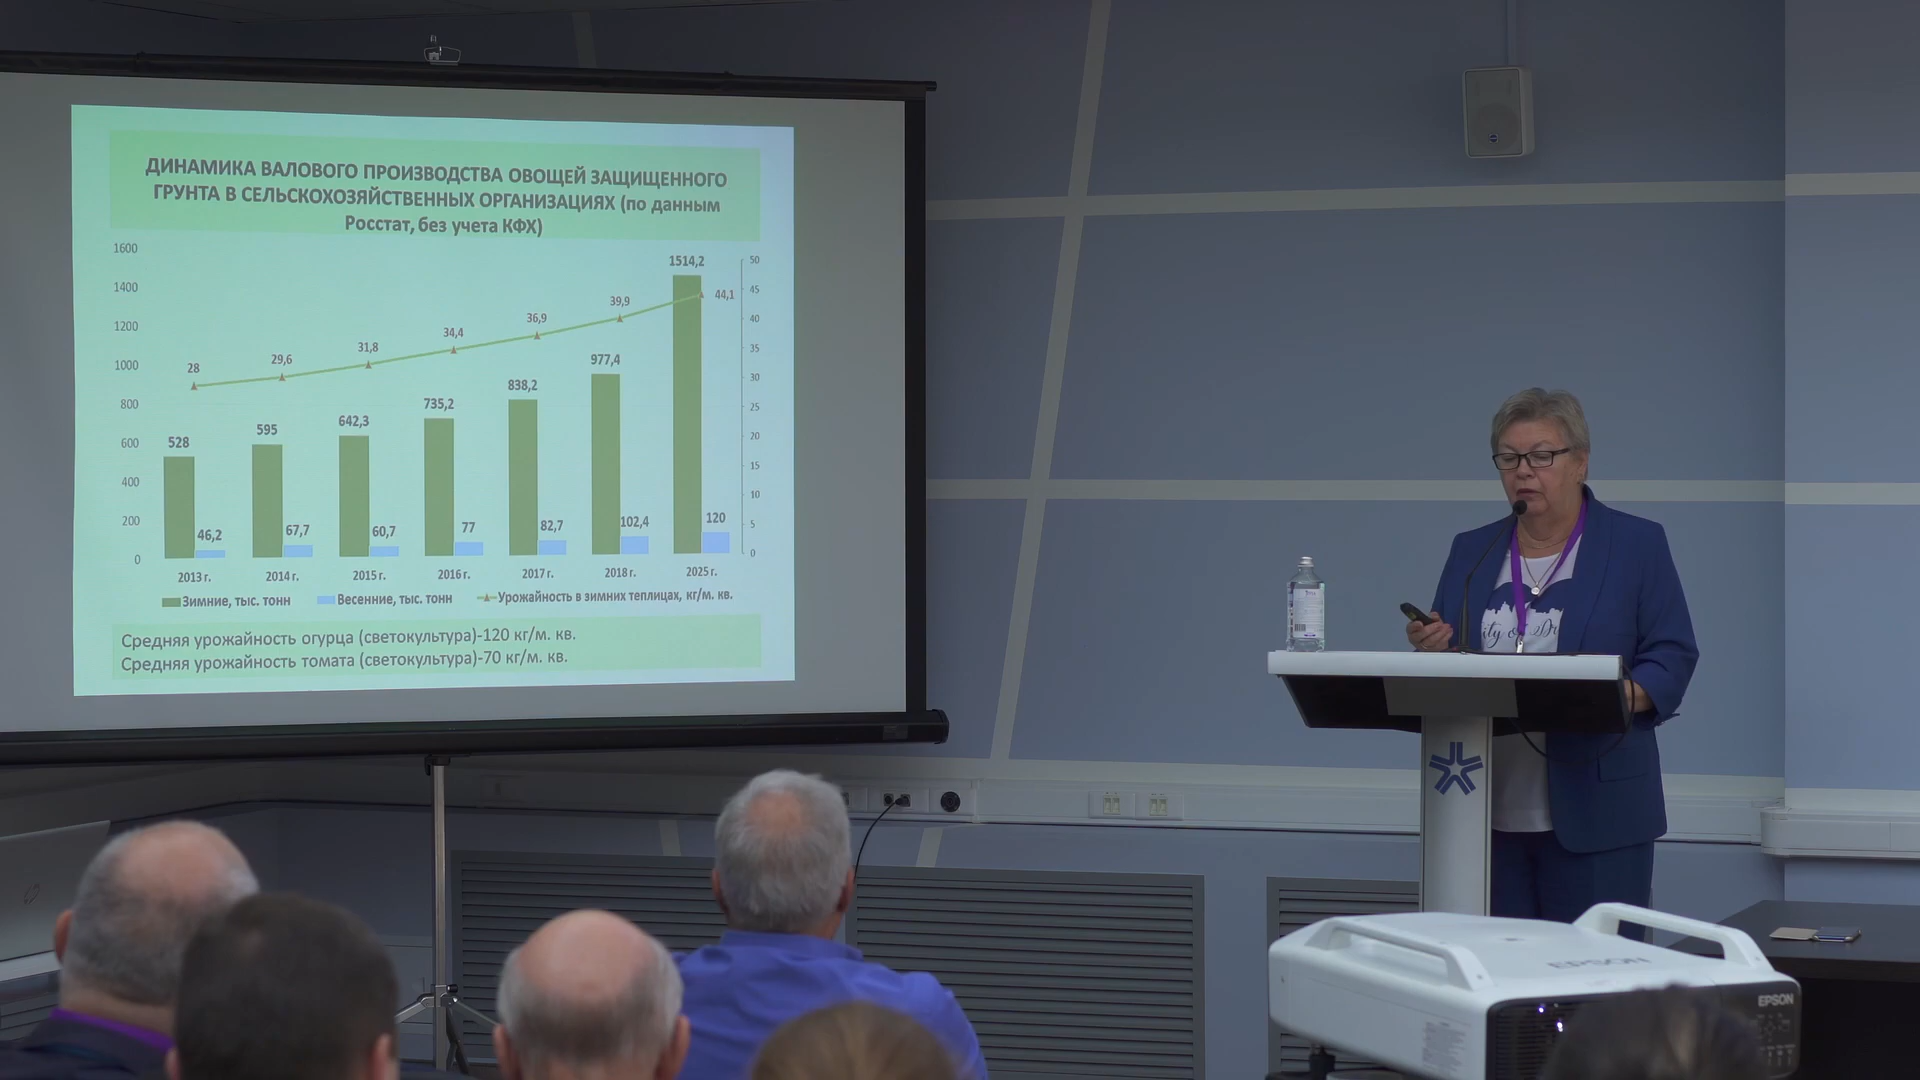 ДИНАМИКА ВАЛОВОГО ПРОИЗВОДСТВА ОВОЩЕЙ ЗАЩИЩЕННОГО
ГРУНТА В СЕЛЬСКОХОЗЯЙСТВЕННЫХ ОРГАНИЗАЦИЯХ (по данным
Росстат, без учета КФХ)
1600
1400
1200
1000
800
600
400
200
0
50
45
40
35
30
25
20
15
10
5
0
28
29,6
31,8
34,4
36,9
39,9
44,1
528
595
642,3
735,2
838,2
977,4
1514,2
46,2
67,7
60,7
77
82,7
102,4
120
2013 г.
2014 г.
2015 г.
2016 г.
2017 г.
2018 г.
2025 г.
Зимние, тыс. тонн
Весенние, тыс. тонн
Урожайность в зимних теплицах, кг/м. кв.
Средняя урожайность огурца (светокультура)-120 кг/м. кв.
Средняя урожайность томата (светокультура)-70 кг/м. кв.
EPSON
EPSON